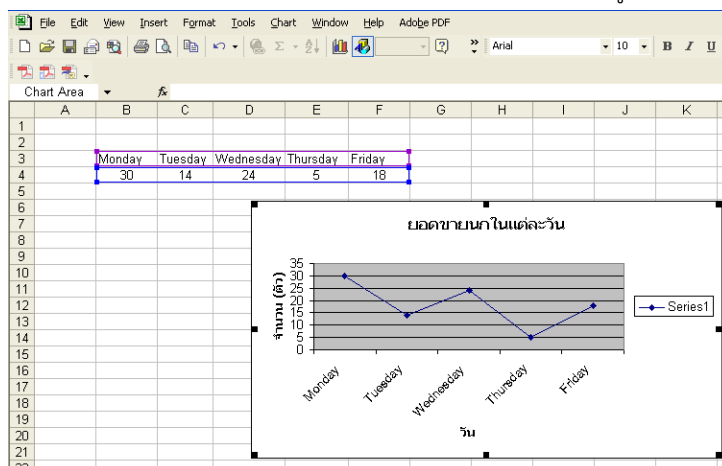 File Edit View Insert Format Tools Chart Window Help Adobe PDF
Arial 10 B I U
Chart Area fx
A B C D E F G H I J K
1
2
3 Monday Tuesday Wednesday Thursday Friday
4 30 14 24 5 18
5
6
7
8
9
10
11
12
13
14
15
16
17
18
19
20
21
ยอดขายนกในแต่ละวัน
จำนวน (ตัว)
35
30
25
20
15
10
5
0
Monday Tuesday Wednesday Thursday Friday
วัน
Series1